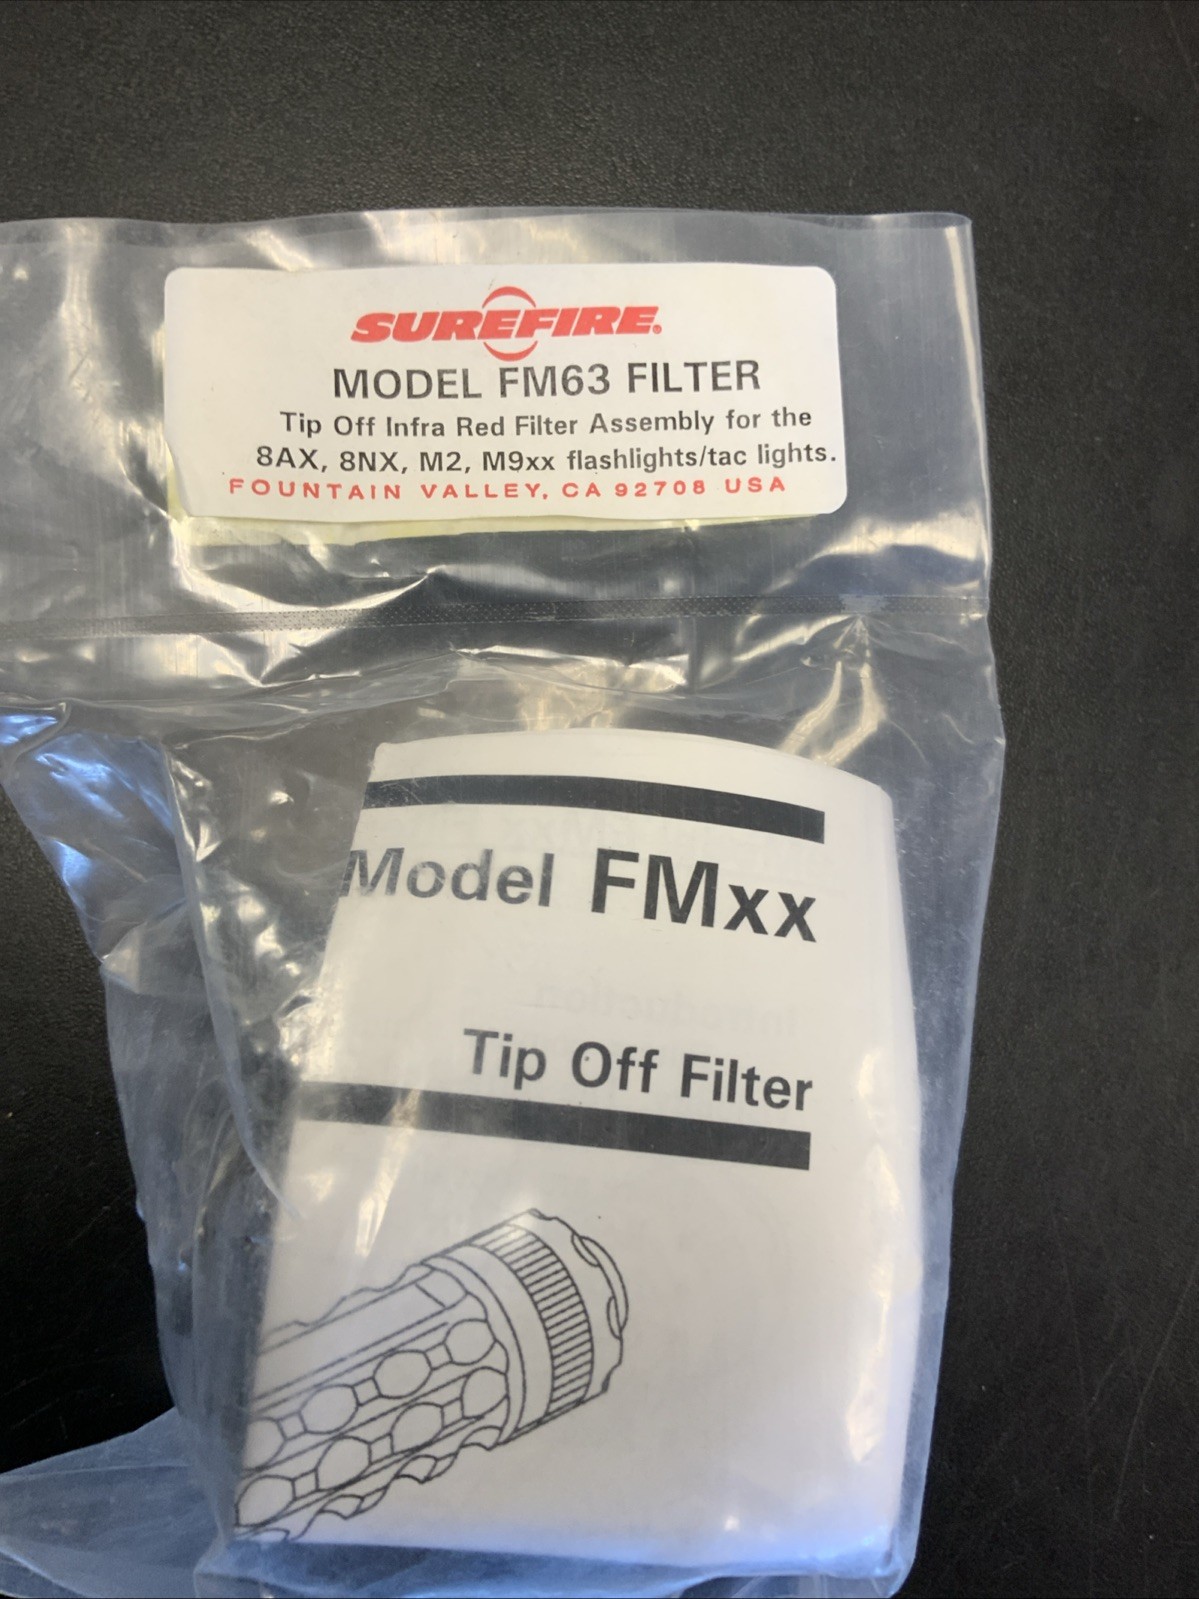 SUREFIRE.
MODEL FM63 FILTER
Tip Off Infra Red Filter Assembly for the
8AX, 8NX, M2, M9xx flashlights/tac lights.
FOUNTAIN VALLEY, CA 92708 USA
Model FMxx
Tip Off Filter